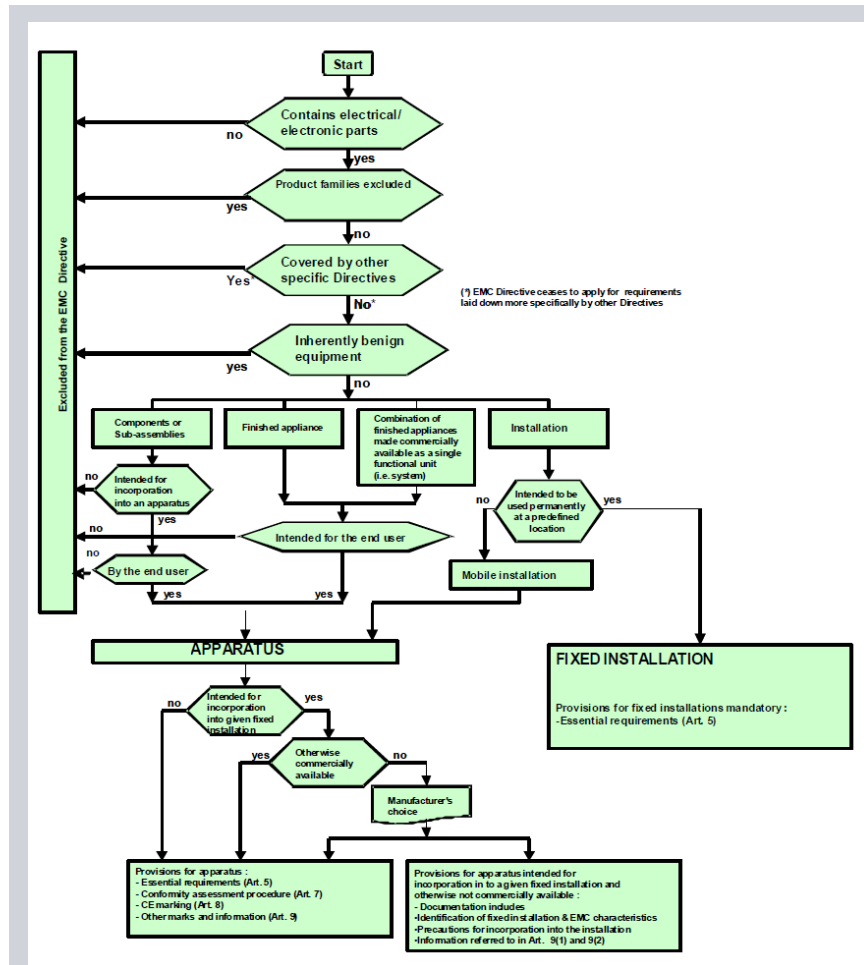 Start
Contains electrical/
electronic parts
no
yes
Product families excluded
yes
no
Covered by other
specific Directives
Yes*
No*
(*) EMC Directive ceases to apply for requirements
laid down more specifically by other Directives
Inherently benign
equipment
yes
no
Excluded from the EMC Directive
Components or
Sub-assemblies
Finished appliance
Combination of
finished appliances
made commercially
available as a single
functional unit
(i.e. system)
Installation
no
Intended for
incorporation
into an apparatus
yes
no
Intended for the end user
no
Intended to be
used permanently
at a predefined
location
yes
no
By the end user
yes
yes
Mobile installation
APPARATUS
FIXED INSTALLATION
Provisions for fixed installations mandatory :
-Essential requirements (Art. 5)
no
Intended for
incorporation
into given fixed
installation
yes
yes
Otherwise
commercially
available
no
Manufacturer's
choice
Provisions for apparatus :
- Essential requirements (Art. 5)
- Conformity assessment procedure (Art. 7)
- CE marking (Art. 8)
- Other marks and information (Art. 9)
Provisions for apparatus intended for
incorporation in to a given fixed installation and
otherwise not commercially available :
- Documentation includes
•Identification of fixed installation & EMC characteristics
•Precautions for incorporation into the installation
•Information referred to in Art. 9(1) and 9(2)